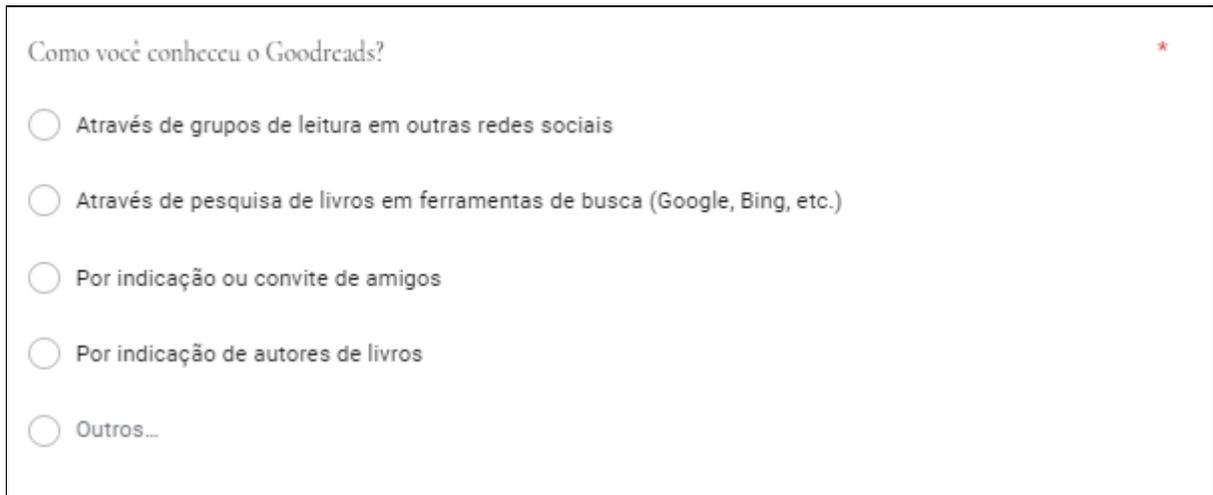 Como você conheceu o Goodreads? *
Através de grupos de leitura em outras redes sociais
Através de pesquisa de livros em ferramentas de busca (Google, Bing, etc.)
Por indicação ou convite de amigos
Por indicação de autores de livros
Outros...